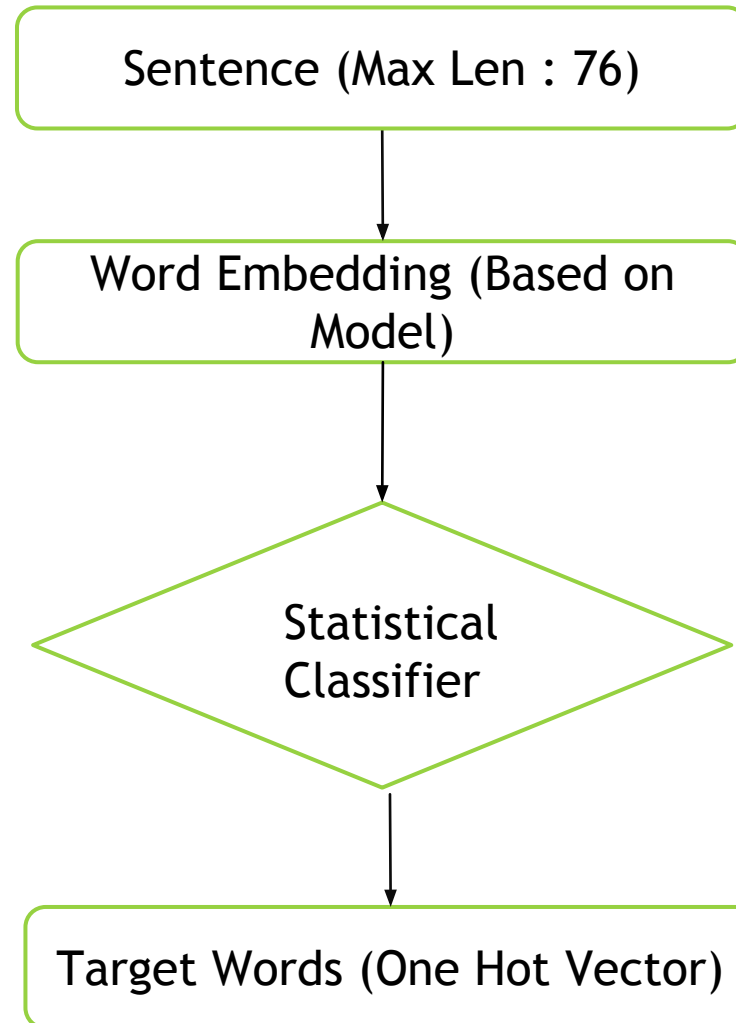 Sentence (Max Len : 76)
Word Embedding (Based on
Model)
Statistical
Classifier
Target Words (One Hot Vector)